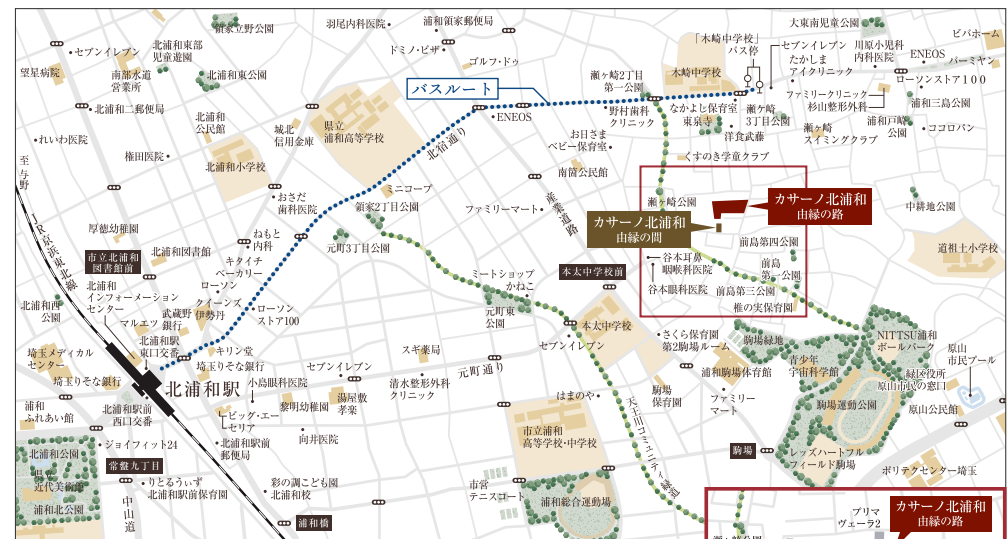 領家立野公園
羽尾内科医院
浦和領家郵便局
大東南児童公園
ビバホーム
セブンイレブン
北浦和東部
児童遊園
ドミノ・ピザ
「木崎中学校」
バス停
セブンイレブン
川原小児科
内科医院
ENEOS
バーミヤン
望星病院
南部水道
営業所
北浦和東公園
ゴルフ・ドゥ
瀬ヶ崎2丁目
第一公園
木崎中学校
たかしま
アイクリニック
ローソンストア100
バスルート
ファミリークリニック
杉山整形外科
浦和三島公園
北浦和二郵便局
北浦和
公民館
ENEOS
野村歯科
クリニック
なかよし保育室
東泉寺
瀬ヶ崎
3丁目公園
浦和戸崎
公園
ココロパン
れいわ医院
城北
信用金庫
県立
浦和高等学校
北宿通り
お日さま
ベビー保育室
洋食武藤
瀬ヶ崎
スイミングクラブ
至与野
権田医院
北浦和小学校
くすのき学童クラブ
南箇公民館
ミニコープ
産業道路
おさだ
歯科医院
領家2丁目公園
ファミリーマート
瀬ヶ崎公園
カサーノ北浦和
由縁の路
中耕地公園
JR京浜東北線
厚徳幼稚園
ねもと
内科
元町3丁目公園
カサーノ北浦和
由縁の間
前島第四公園
道祖土小学校
市立北浦和
図書館前
北浦和図書館
キタイチ
ベーカリー
ミートショップ
かねこ
本太中学校前
谷本耳鼻
咽喉科医院
前島
第二公園
北浦和
インフォーメーション
センター
ローソン
谷本眼科医院
前島第三公園
北浦和西
公園
クイーンズ
伊勢丹
ローソン
ストア100
元町東
公園
椎の実保育園
マルエツ
武蔵野
銀行
本太中学校
さくら保育園
第2駒場ルーム
駒場緑地
NITTSU浦和
ボールパーク
北浦和駅
東口交番
キリン堂
埼玉りそな銀行
スギ薬局
セブンイレブン
原山
市民プール
埼玉メディカル
センター
元町通り
浦和駒場体育館
青少年
宇宙科学館
緑区役所
原山市民の窓口
埼玉りそな銀行
北浦和駅
小島眼科医院
セブンイレブン
清水整形外科
クリニック
はまのや
駒場
保育園
ファミリー
マート
駒場運動公園
原山公民館
浦和
ふれあい館
北浦和駅前
西口交番
ビッグ・エー
セリア
黎明幼稚園
湯屋敷
孝楽
天王川コミュニティ緑道
ジョイフィット24
北浦和駅前
郵便局
向井医院
市立浦和
高等学校・中学校
駒場
レッズハートフル
フィールド駒場
北浦和公園
常盤九丁目
ポリテクセンター埼玉
県立
近代美術館
りとるうぃず
北浦和駅前保育園
彩の調こども園
北浦和校
市営
テニスコート
浦和総合運動場
カサーノ北浦和
由縁の路
浦和北公園
中山道
浦和橋
プリマ
ヴェーラ2
瀬ヶ崎公園